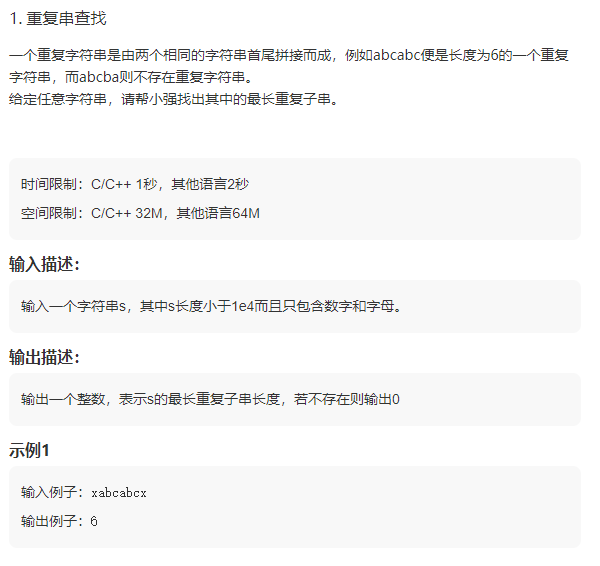 1. 重复串查找
一个重复字符串是由两个相同的字符串首尾拼接而成，例如abcabc便是长度为6的一个重复
字符串，而abcba则不存在重复字符串。
给定任意字符串，请帮小强找出其中的最长重复子串。
时间限制：C/C++ 1秒，其他语言2秒
空间限制：C/C++ 32M，其他语言64M
输入描述：
输入一个字符串s，其中s长度小于1e4而且只包含数字和字母。
输出描述：
输出一个整数，表示s的最长重复子串长度，若不存在则输出0
示例1
输入例子：xabcabcx
输出例子：6